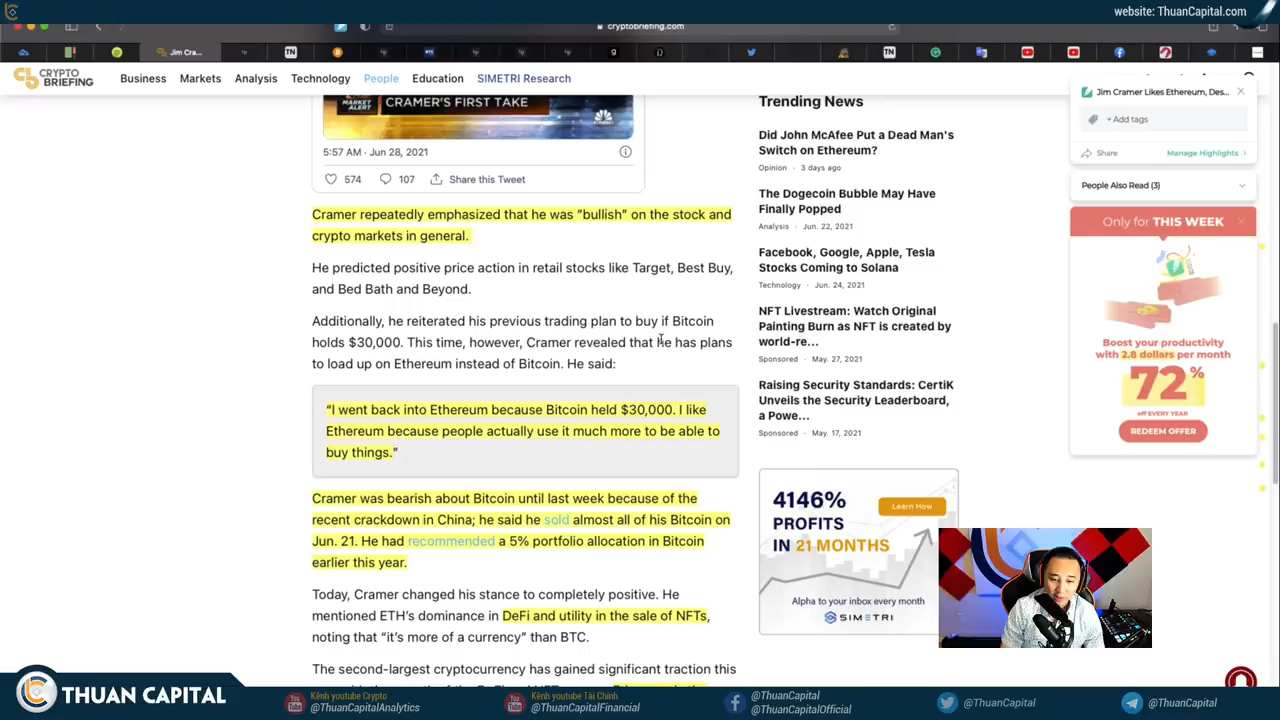 website: ThuanCapital.com
cryptobriefing.com
Jim Cra...
CRYPTO
BRIEFING
Business
Markets
Analysis
Technology
People
Education
SIMETRI Research
MARKET
ALERT
CRAMER'S FIRST TAKE
5:57 AM · Jun 28, 2021
574
107
Share this Tweet
Cramer repeatedly emphasized that he was "bullish" on the stock and
crypto markets in general.
He predicted positive price action in retail stocks like Target, Best Buy,
and Bed Bath and Beyond.
Additionally, he reiterated his previous trading plan to buy if Bitcoin
holds $30,000. This time, however, Cramer revealed that he has plans
to load up on Ethereum instead of Bitcoin. He said:
“I went back into Ethereum because Bitcoin held $30,000. I like
Ethereum because people actually use it much more to be able to
buy things.”
Cramer was bearish about Bitcoin until last week because of the
recent crackdown in China; he said he sold almost all of his Bitcoin on
Jun. 21. He had recommended a 5% portfolio allocation in Bitcoin
earlier this year.
Today, Cramer changed his stance to completely positive. He
mentioned ETH's dominance in DeFi and utility in the sale of NFTs,
noting that “it's more of a currency” than BTC.
The second-largest cryptocurrency has gained significant traction this
Trending News
Did John McAfee Put a Dead Man's
Switch on Ethereum?
Opinion · 3 days ago
The Dogecoin Bubble May Have
Finally Popped
Analysis · Jun. 22, 2021
Facebook, Google, Apple, Tesla
Stocks Coming to Solana
Technology · Jun. 24, 2021
NFT Livestream: Watch Original
Painting Burn as NFT is created by
world-re...
Sponsored · May. 27, 2021
Raising Security Standards: CertiK
Unveils the Security Leaderboard,
a Powe...
Sponsored · May. 17, 2021
4146%
PROFITS
IN 21 MONTHS
Learn How
Alpha to your inbox every month
SIMETRI
Jim Cramer Likes Ethereum, Des...
+ Add tags
Share
Manage Highlights
People Also Read (3)
Only for THIS WEEK
Boost your productivity
with 2.8 dollars per month
72%
off EVERY YEAR
REDEEM OFFER
THUAN CAPITAL
Kênh youtube Crypto
@ThuanCapitalAnalytics
Kênh youtube Tài Chính
@ThuanCapitalFinancial
@ThuanCapital
@ThuanCapitalOfficial
@ThuanCapital
@ThuanCapital